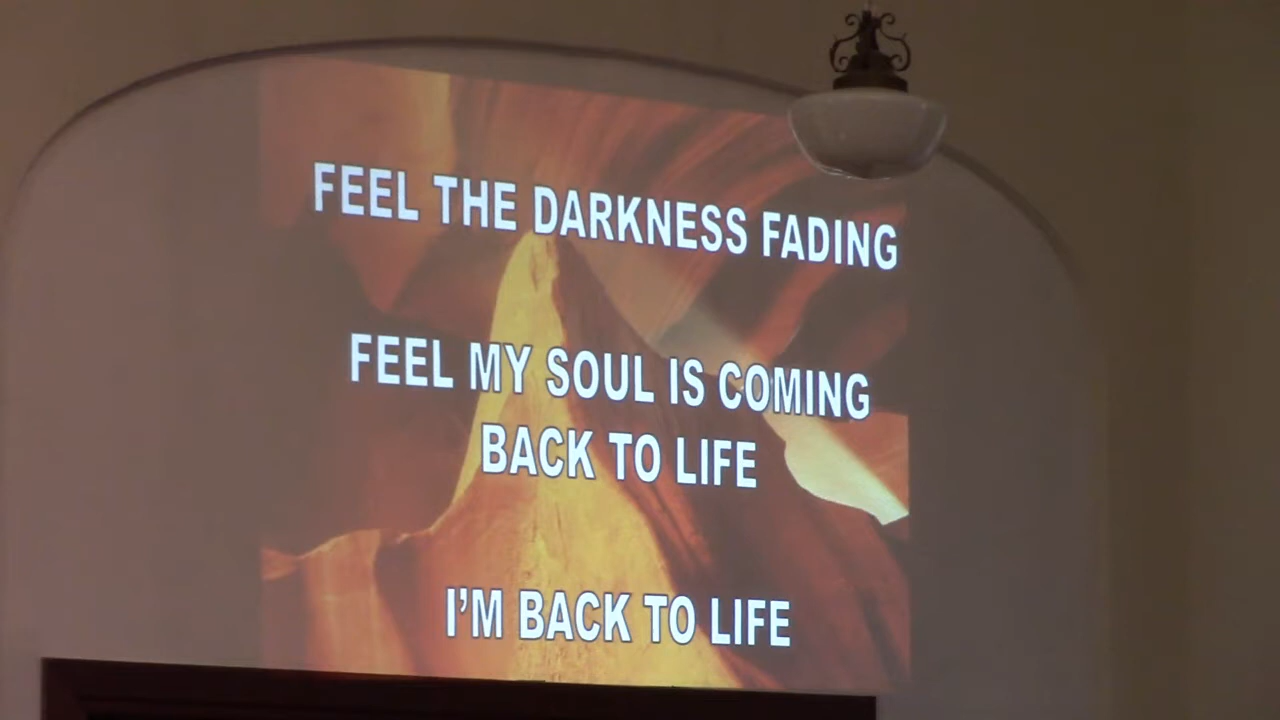 FEEL THE DARKNESS FADING
FEEL MY SOUL IS COMING
BACK TO LIFE
I'M BACK TO LIFE